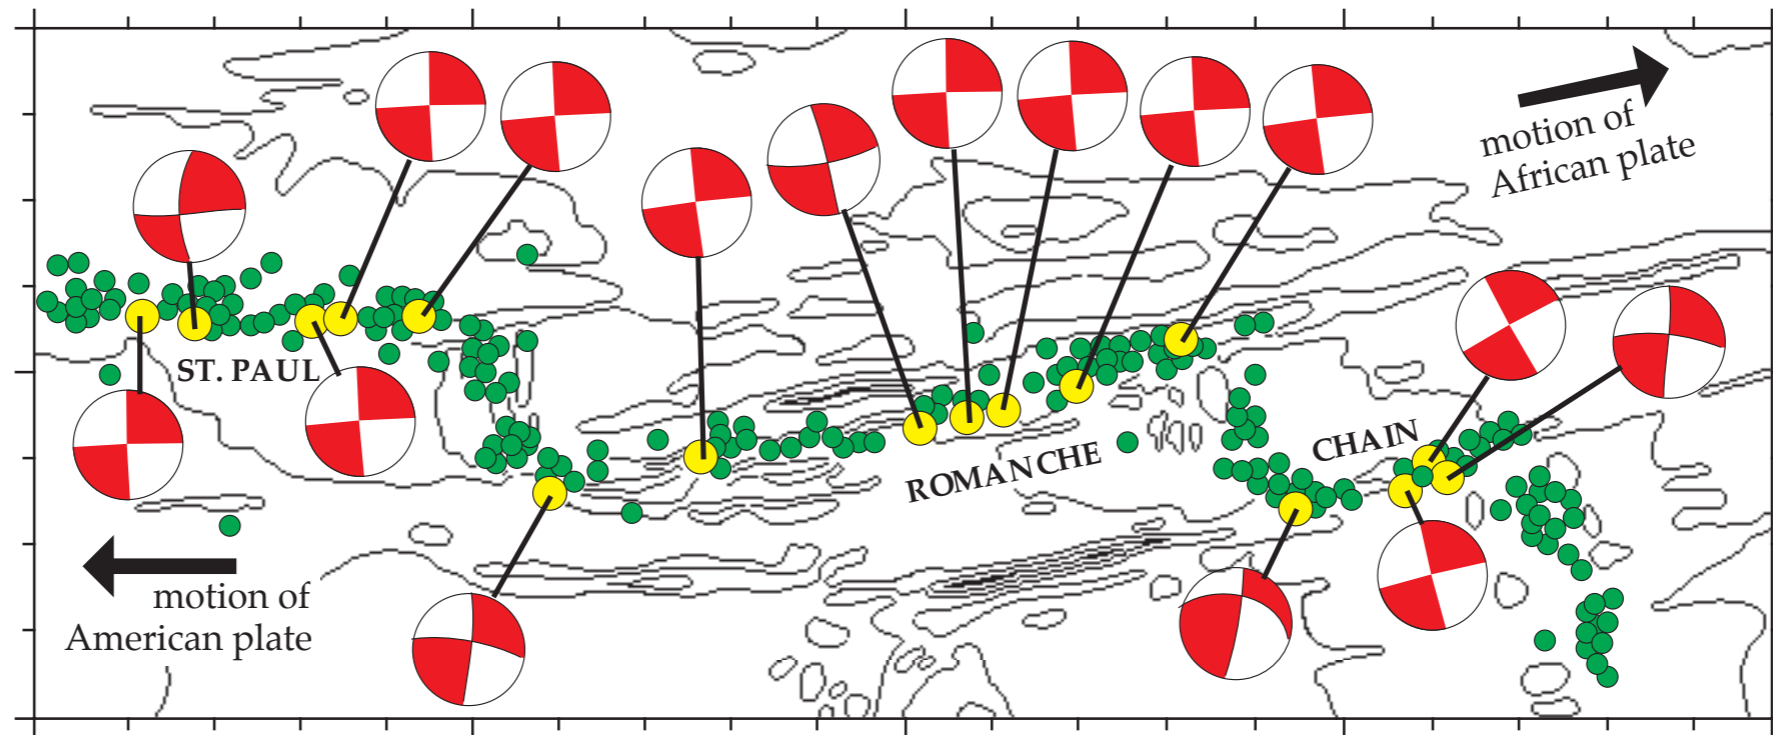 motion of
African plate
ST. PAUL
CHAIN
ROMANCHE
motion of
American plate